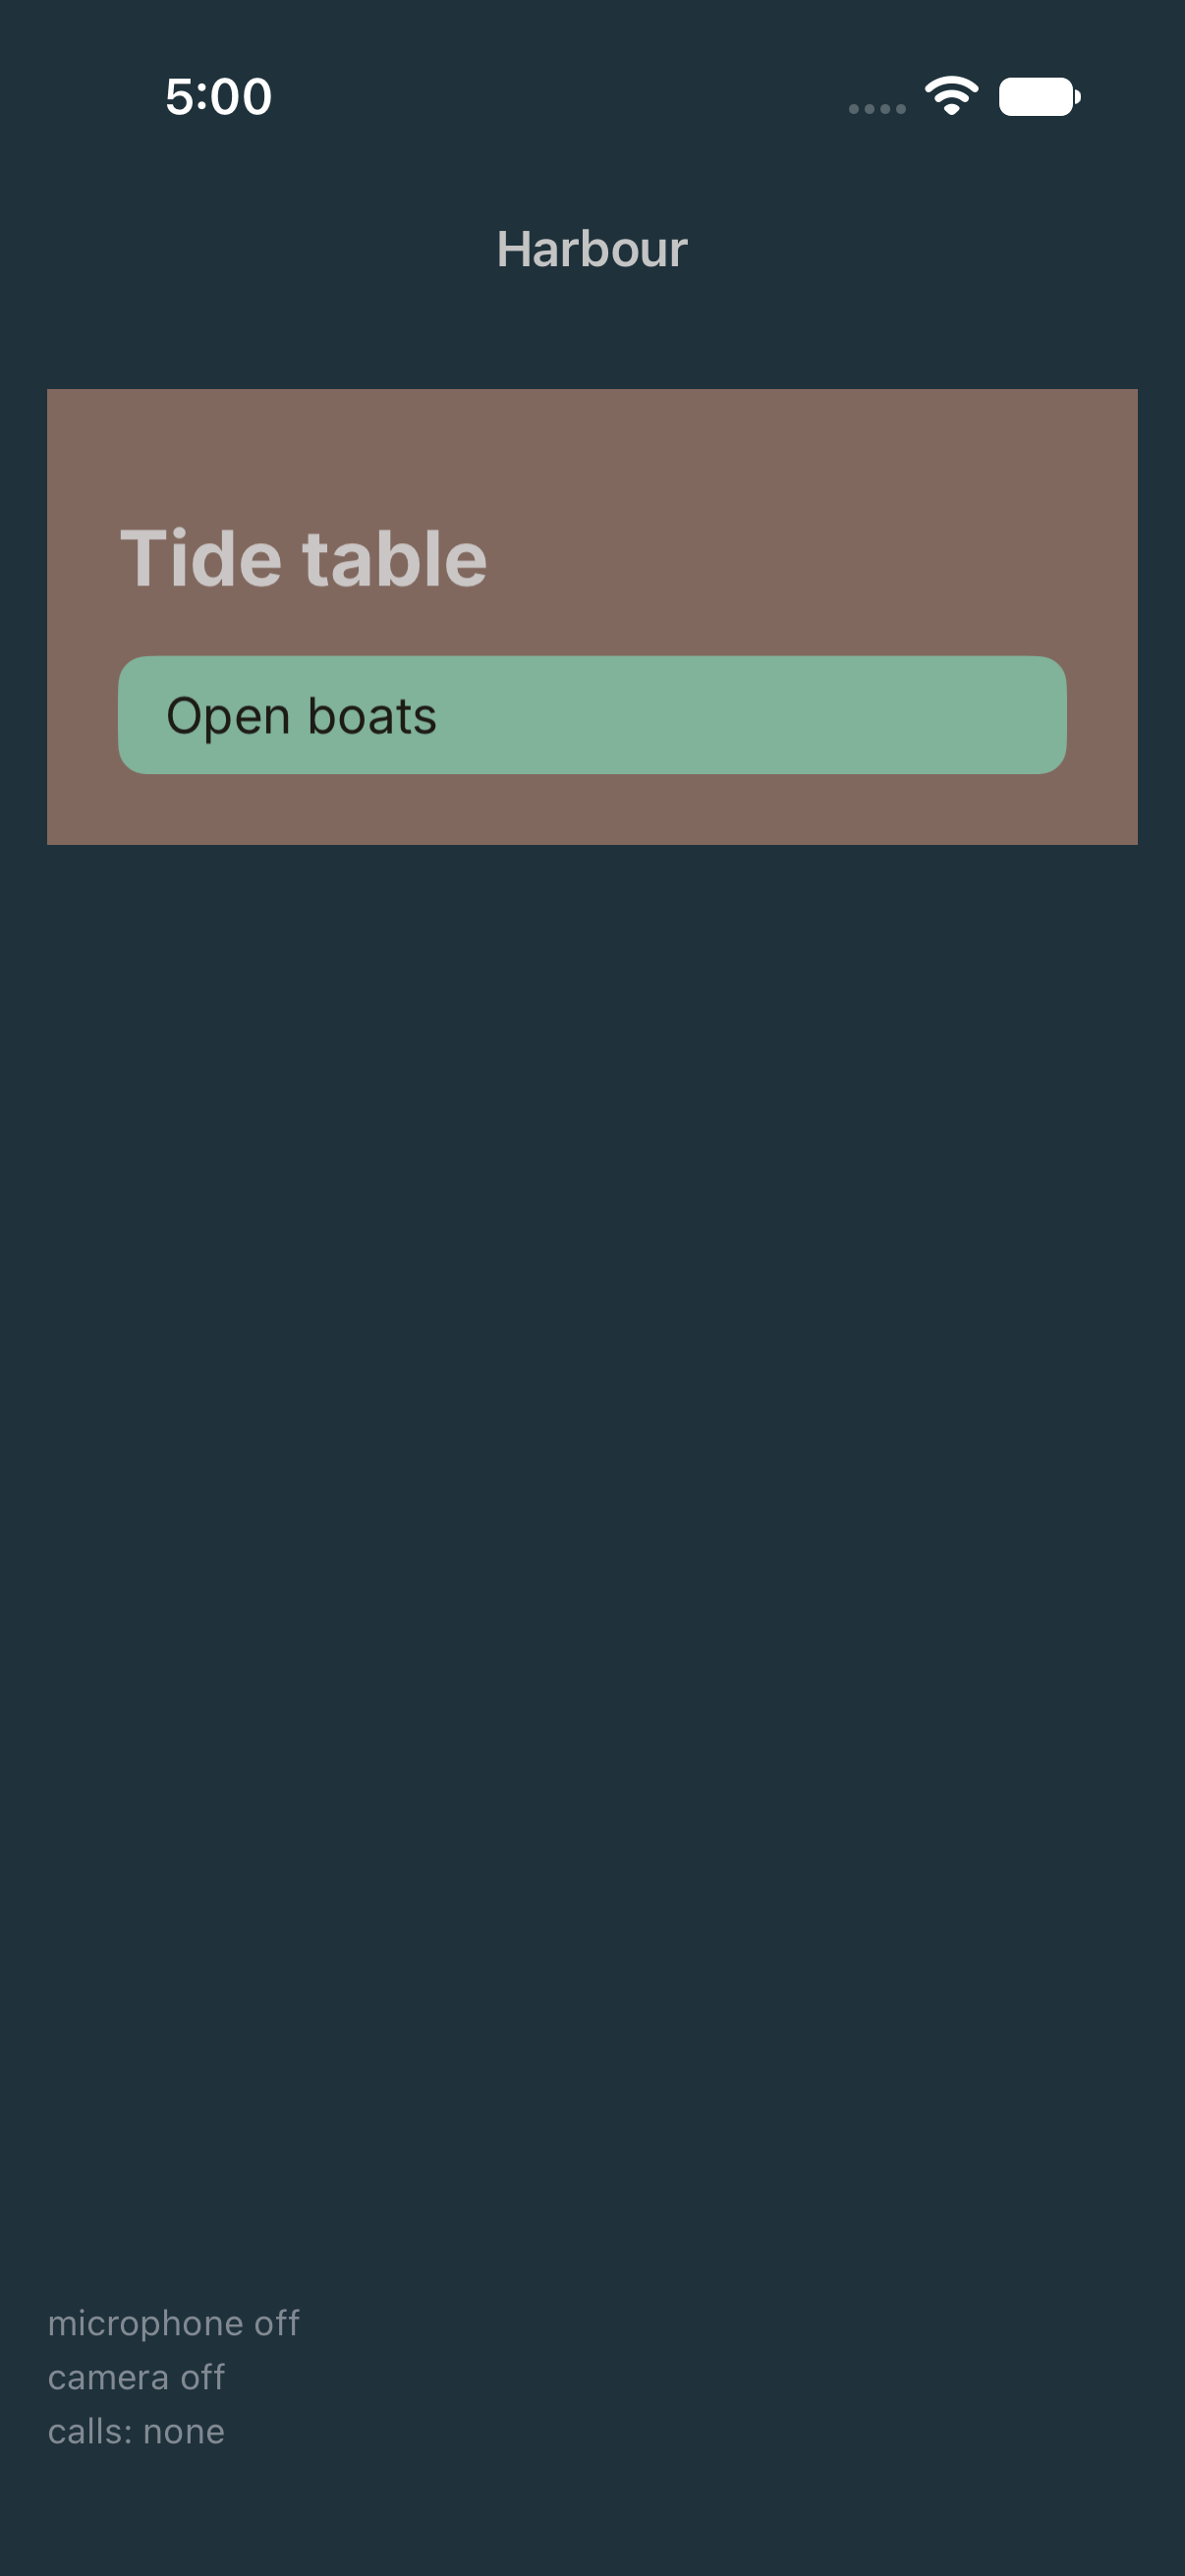 5:00
Harbour
Tide table
Open boats
microphone off
camera off
calls: none